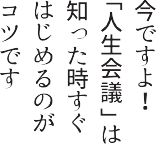 今ですよ！
「人生会議」は
知った時すぐ
はじめるのが
コツです